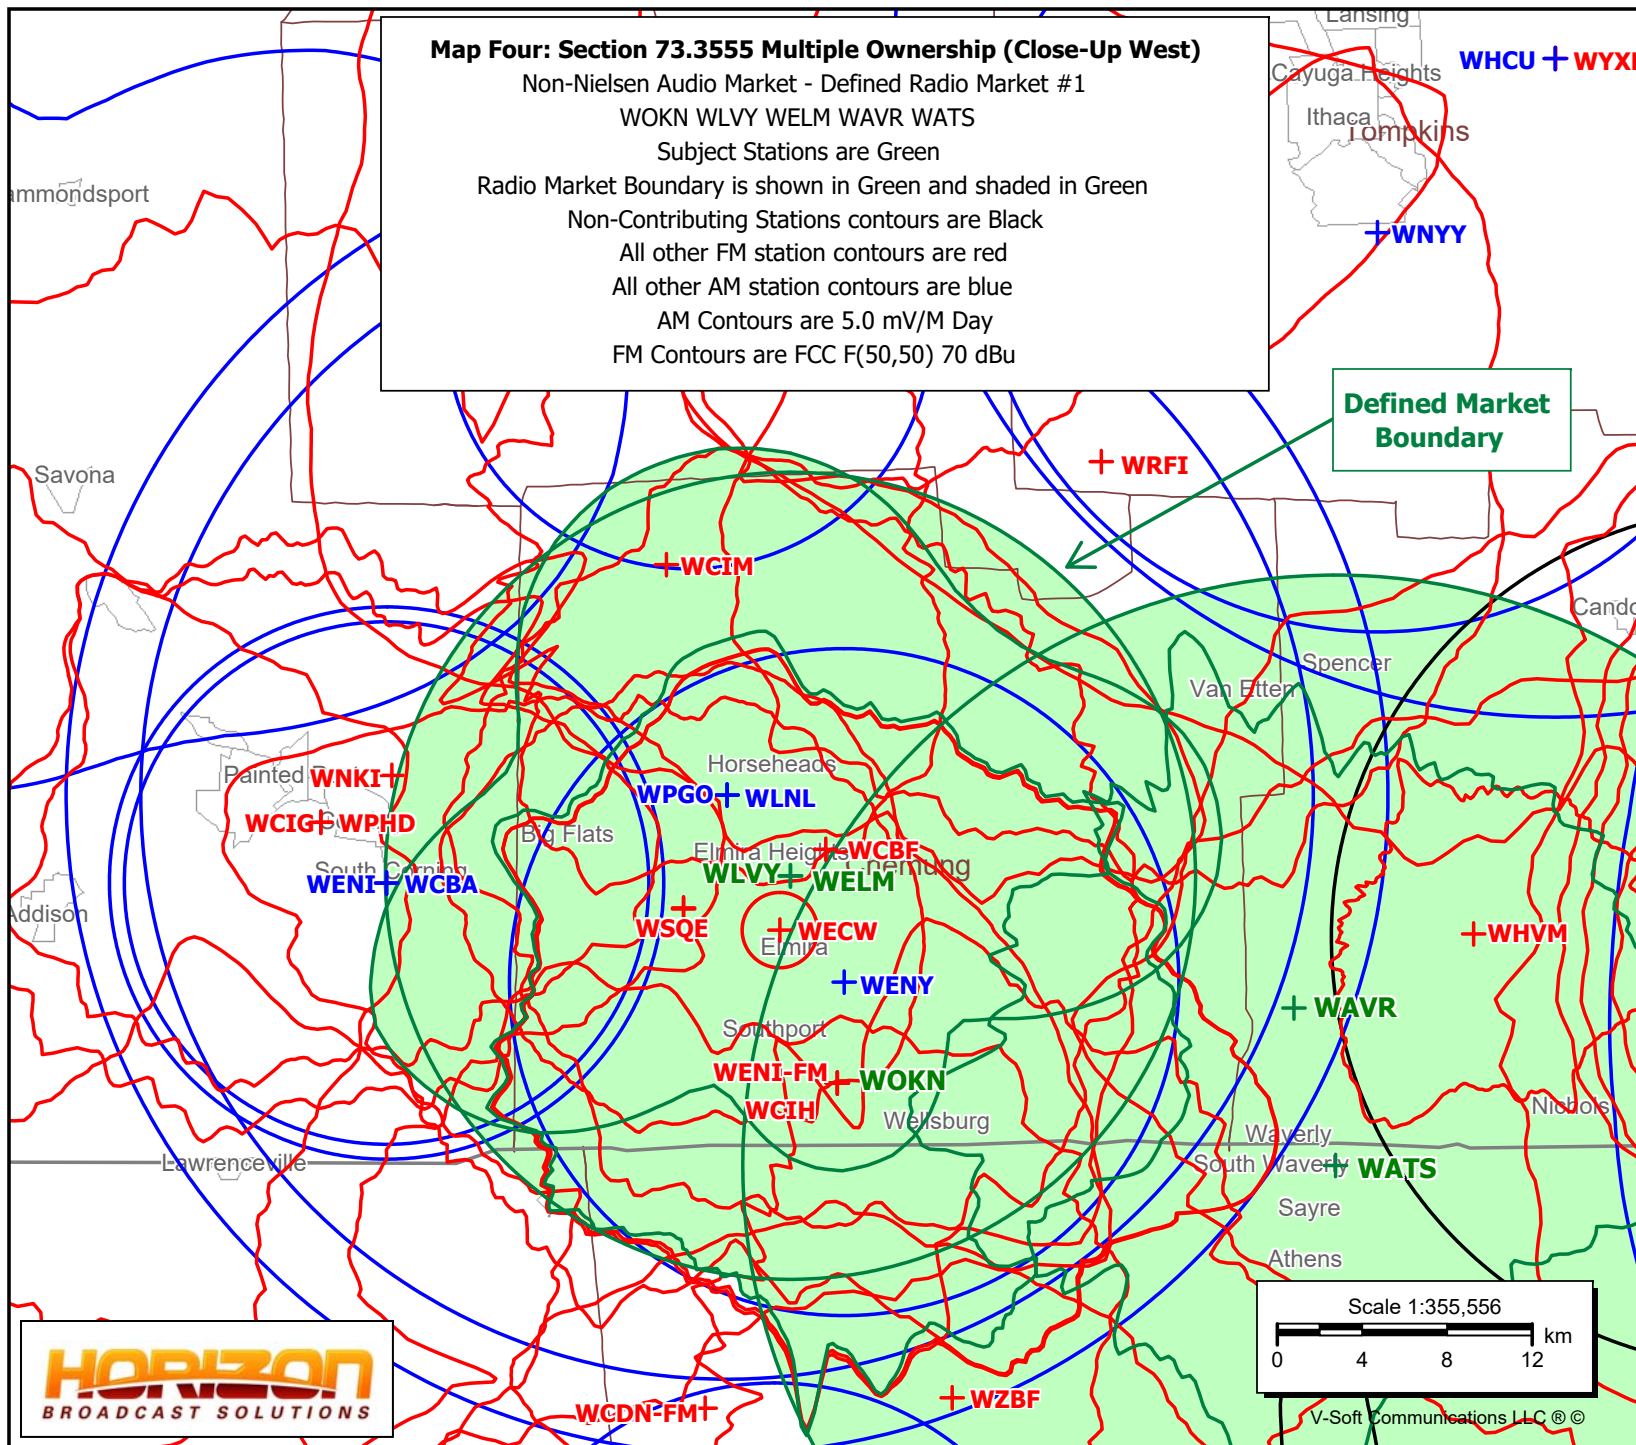 Map Four: Section 73.3555 Multiple Ownership (Close-Up West)
Non-Nielsen Audio Market - Defined Radio Market #1
WOKN WLVY WELM WAVR WATS
Subject Stations are Green
Radio Market Boundary is shown in Green and shaded in Green
Non-Contributing Stations contours are Black
All other FM station contours are red
All other AM station contours are blue
AM Contours are 5.0 mV/M Day
FM Contours are FCC F(50,50) 70 dBu
Lansing
Cayuga Heights
WHCU
Ithaca
Tompkins
ammondsport
WNYY
Defined Market
Boundary
WRFI
Savona
WCIM
Spencer
Van Etten
Horseheads
WNKI
WPGO WLNL
WCIG WPHD
Big Flats
Elmira Heights
WCBF
Chemung
South Corning
WENI WCBA
WLVY WELM
Addison
WSQE
WECW
Elmira
WHVM
WENY
WAVR
Southport
WENI-FM
WOKN
WCIH
Wellsburg
Nichols
Waverly
Lawrenceville
South Waverly
WATS
Sayre
Athens
Scale 1:355,556
km
0 4 8 12
HORIZON
BROADCAST SOLUTIONS
WCDN-FM
WZBF
V-Soft Communications LLC ® ©